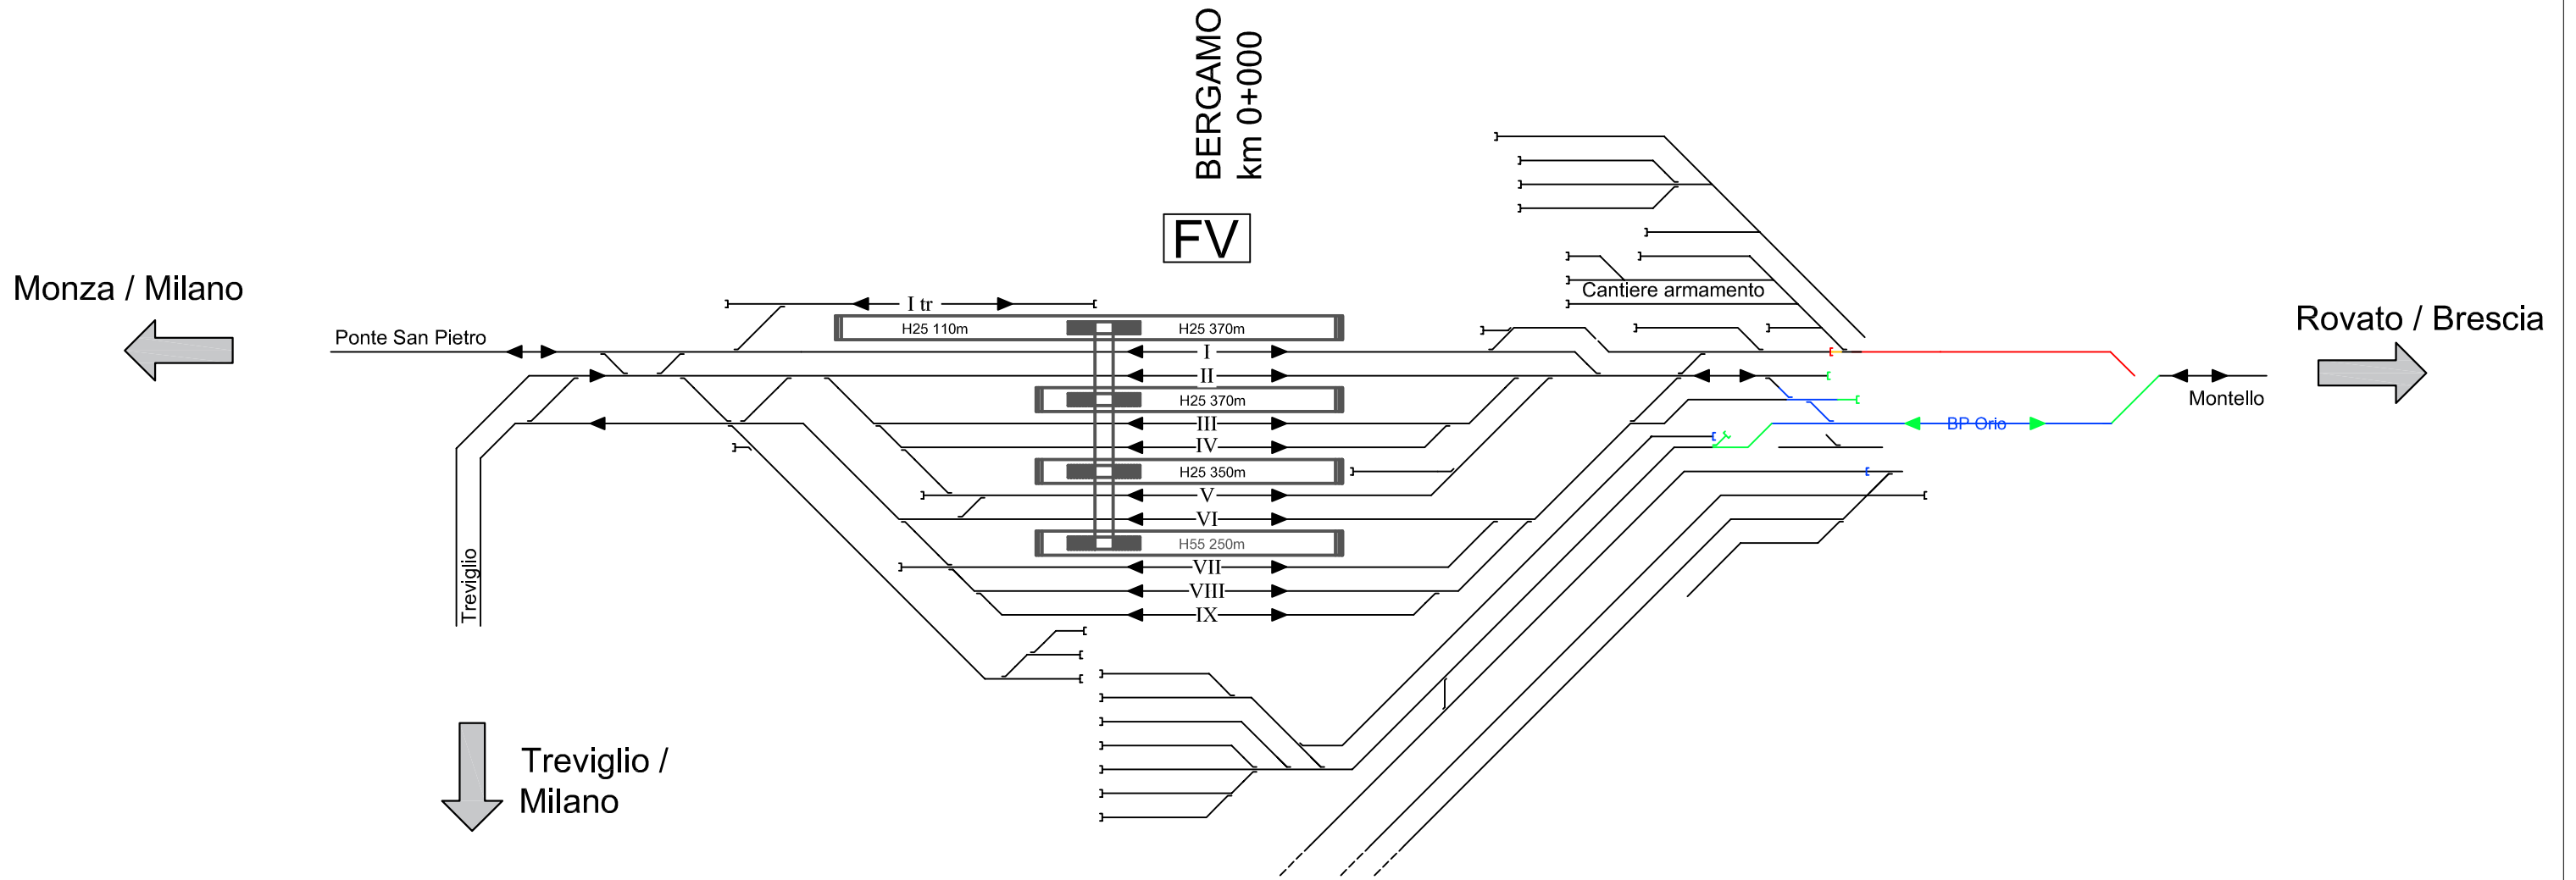 BERGAMO
km 0+000
FV
Monza / Milano
Ponte San Pietro
I tr
Cantiere armamento
Rovato / Brescia
H25 110m
H25 370m
I
II
Montello
H25 370m
III
BP Orio
IV
H25 350m
V
VI
H55 250m
VII
VIII
IX
Treviglio
Treviglio /
Milano